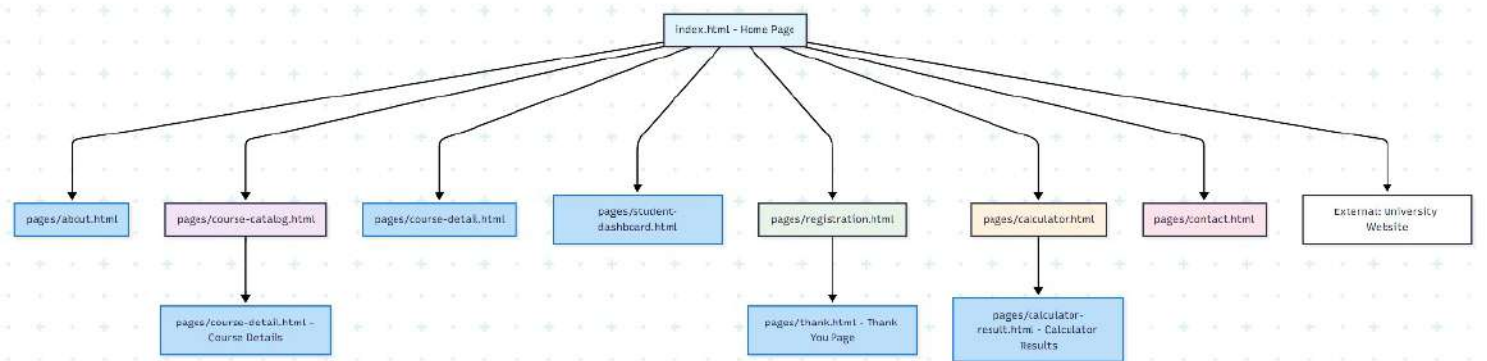 index.html - Home Page
pages/about.html
pages/course-catalog.html
pages/course-detail.html
pages/student-
dashboard.html
pages/registration.html
pages/calculator.html
pages/contact.html
External: University
Website
pages/course-detail.html -
Course Details
pages/thank.html - Thank
You Page
pages/calculator-
result.html - Calculator
Results